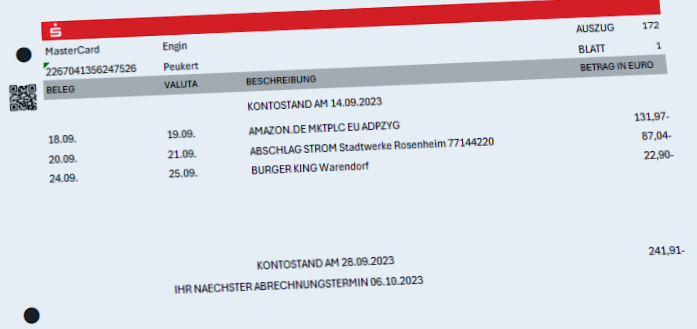 MasterCard Engin AUSZUG 172
2267041356247526 Peukert BLATT 1
BELEG VALUTA BESCHREIBUNG BETRAG IN EURO
KONTOSTAND AM 14.09.2023
18.09. 19.09. AMAZON.DE MKTPLC EU ADPZYG 131,97-
20.09. 21.09. ABSCHLAG STROM Stadtwerke Rosenheim 77144220 87,04-
24.09. 25.09. BURGER KING Warendorf 22,90-
KONTOSTAND AM 28.09.2023 241,91-
IHR NAECHSTER ABRECHNUNGSTERMIN 06.10.2023